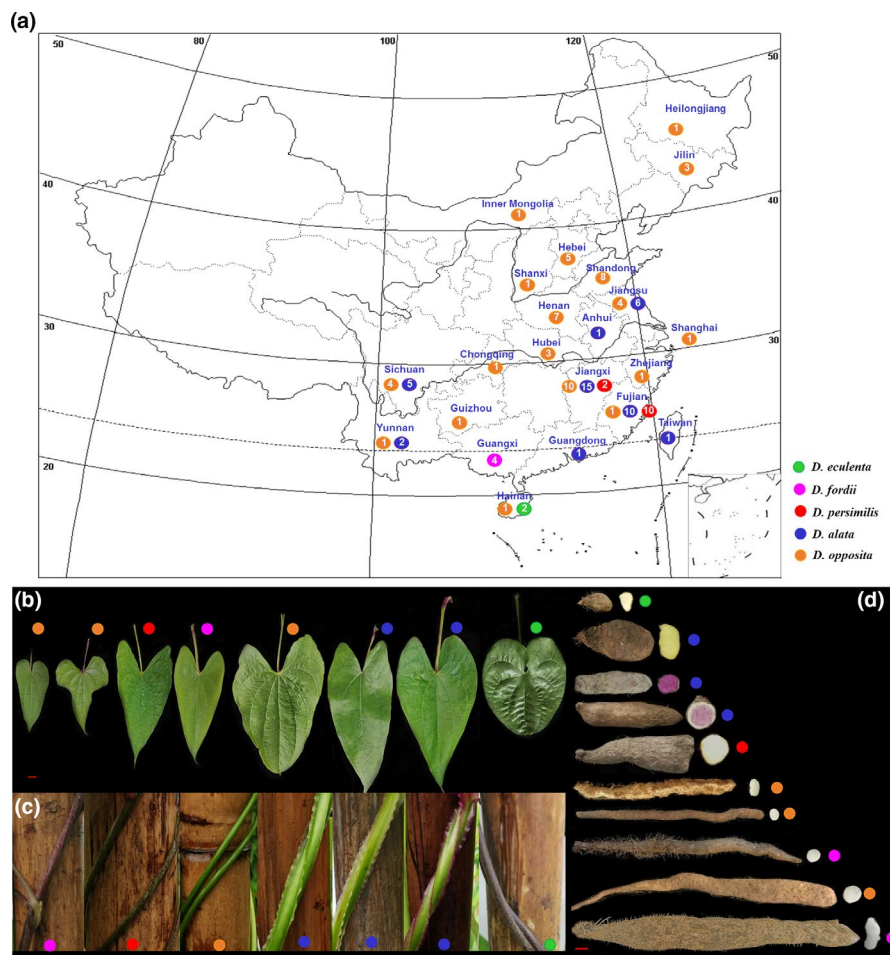 (a)
50
80
100
120
50
Heilongjiang
1
Jilin
3
40
40
Inner Mongolia
1
Hebei
5
Shanxi
1
Shandong
8
Jiangsu
4 6
Henan
7
Anhui
1
Shanghai
1
30
30
Hubei
3
Chongqing
1
Zhejiang
1
Sichuan
4 5
Jiangxi
10 15 2
Fujian
1 10 10
Guizhou
1
Yunnan
1 2
Guangxi
4
Guangdong
1
Taiwan
1
20
Hainan
1 2
D. eculenta
D. fordii
D. persimilis
D. alata
D. opposita
(b)
(d)
(c)